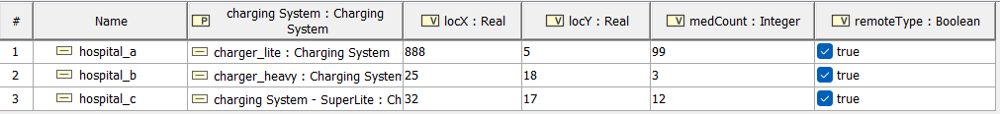 # Name P charging System : Charging System V locX : Real V locY : Real V medCount : Integer V remoteType : Boolean
1 hospital_a charger_lite : Charging System 888 5 99 true
2 hospital_b charger_heavy : Charging System 25 18 3 true
3 hospital_c charging System - SuperLite : Ch 32 17 12 true